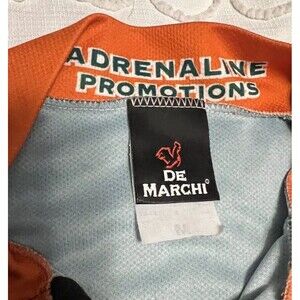 ADRENALINE
PROMOTIONS
DE
MARCHI®